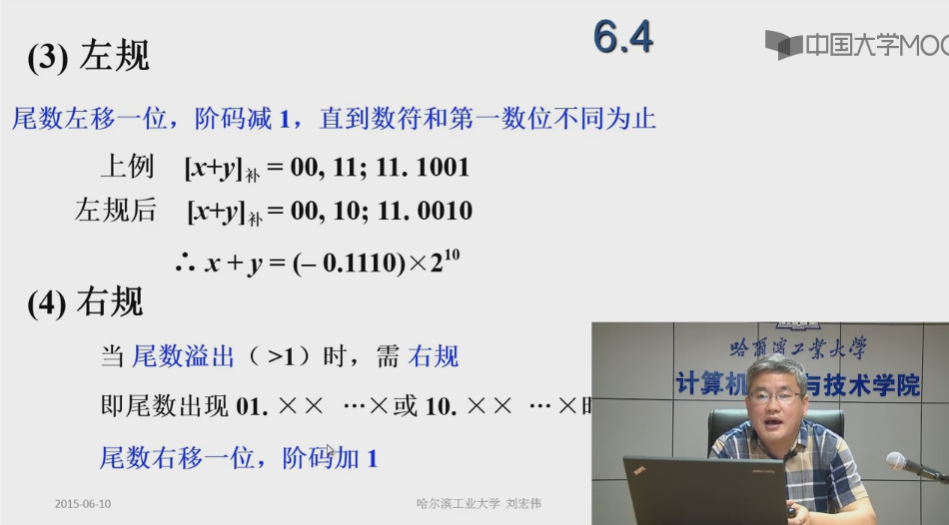 6.4
中国大学MOO
(3) 左规
尾数左移一位，阶码减 1，直到数符和第一数位不同为止
上例 [x+y]补 = 00, 11; 11. 1001
左规后 [x+y]补 = 00, 10; 11. 0010
∴ x + y = (– 0.1110)×2^10
(4) 右规
当 尾数溢出（ >1）时，需 右规
即尾数出现 01. ×× …×或 10. ×× …×时
尾数右移一位，阶码加 1
哈尔滨工业大学
计算机 与技术学院
2015-06-10
哈尔滨工业大学 刘宏伟